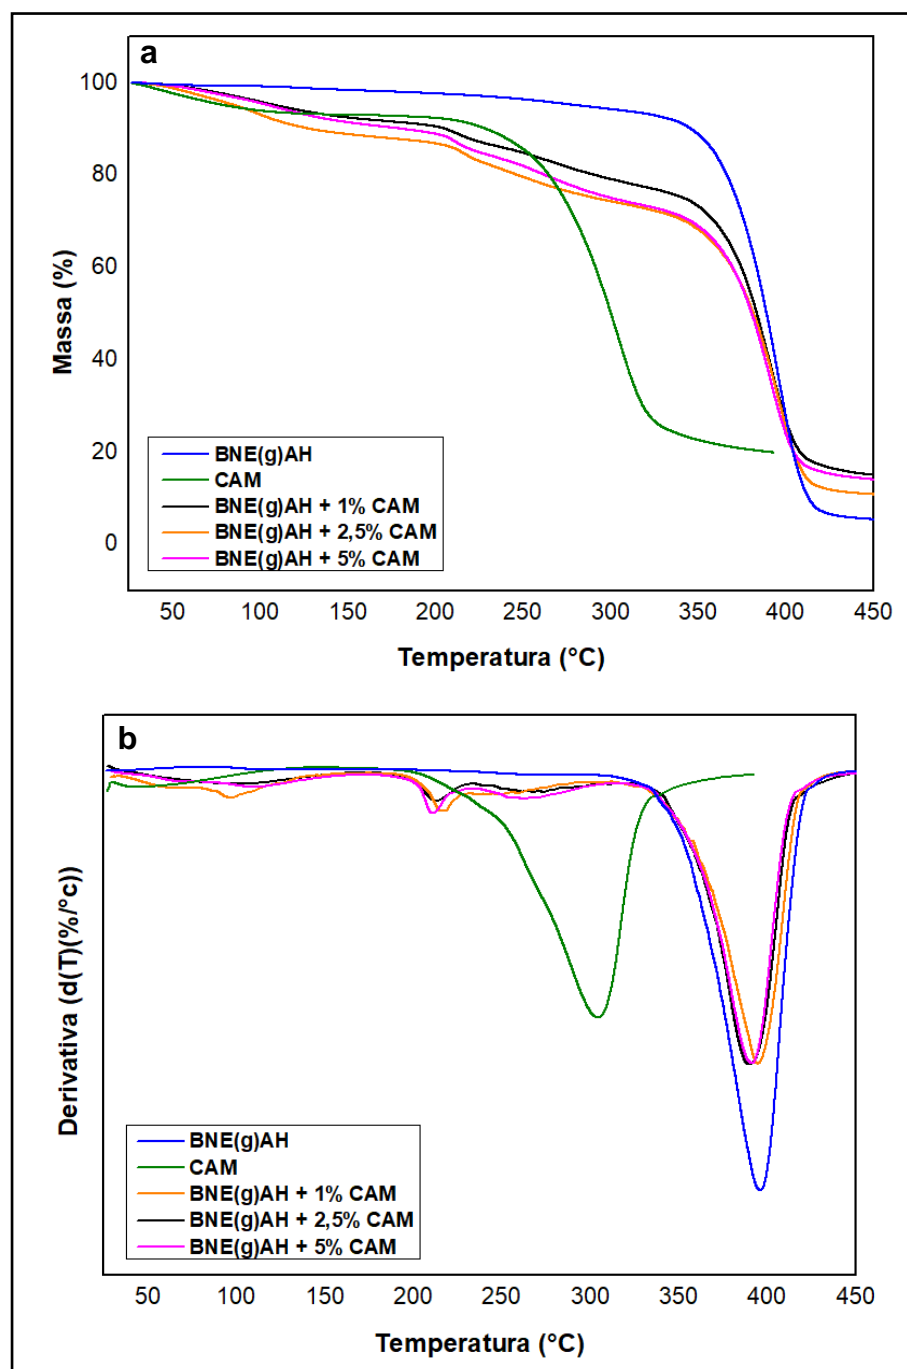 a
Massa (%)
100
80
60
40
20
0
BNE(g)AH
CAM
BNE(g)AH + 1% CAM
BNE(g)AH + 2,5% CAM
BNE(g)AH + 5% CAM
50 100 150 200 250 300 350 400 450
Temperatura (°C)
b
Derivativa (d(T)(%/°c))
BNE(g)AH
CAM
BNE(g)AH + 1% CAM
BNE(g)AH + 2,5% CAM
BNE(g)AH + 5% CAM
50 100 150 200 250 300 350 400 450
Temperatura (°C)